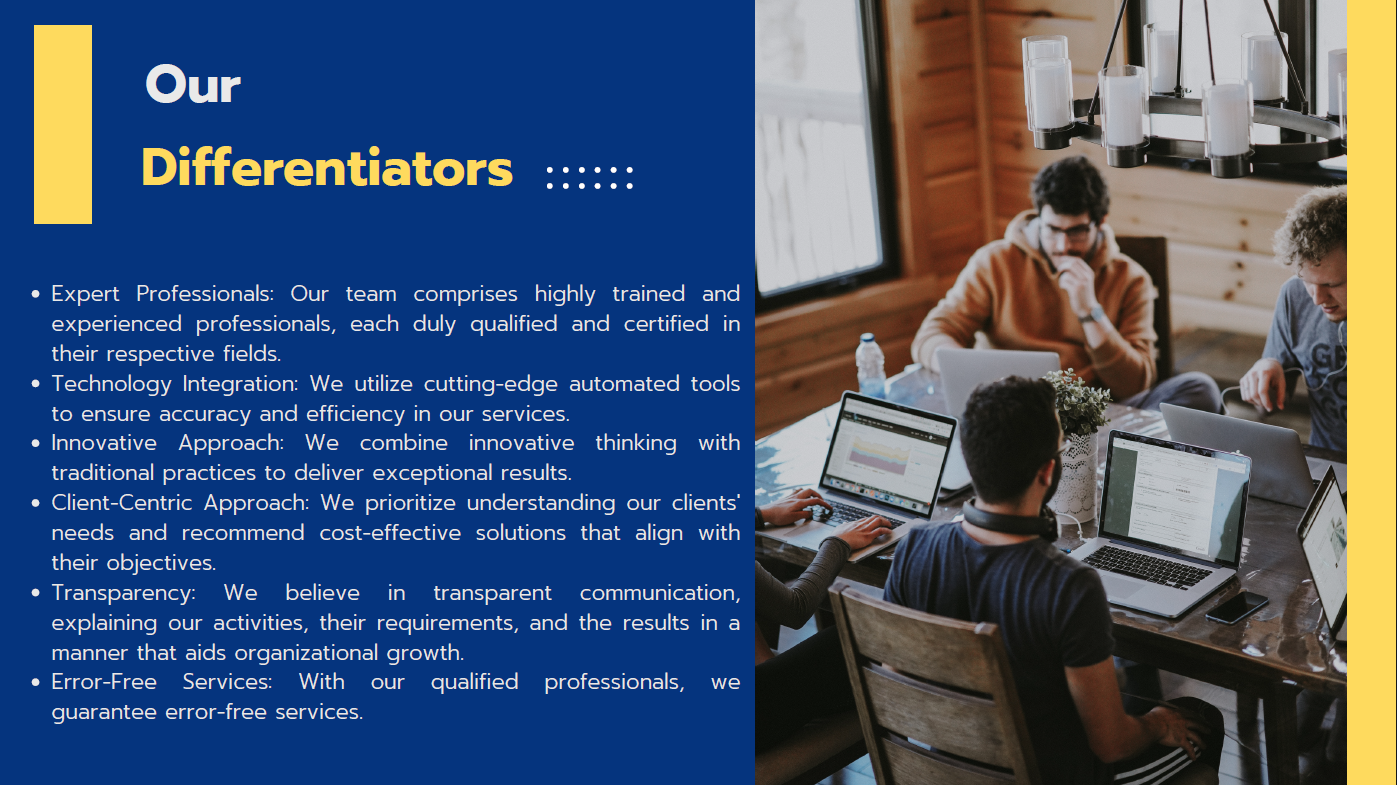 Our
Differentiators
• Expert Professionals: Our team comprises highly trained and
experienced professionals, each duly qualified and certified in
their respective fields.
• Technology Integration: We utilize cutting-edge automated tools
to ensure accuracy and efficiency in our services.
• Innovative Approach: We combine innovative thinking with
traditional practices to deliver exceptional results.
• Client-Centric Approach: We prioritize understanding our clients'
needs and recommend cost-effective solutions that align with
their objectives.
• Transparency: We believe in transparent communication,
explaining our activities, their requirements, and the results in a
manner that aids organizational growth.
• Error-Free Services: With our qualified professionals, we
guarantee error-free services.